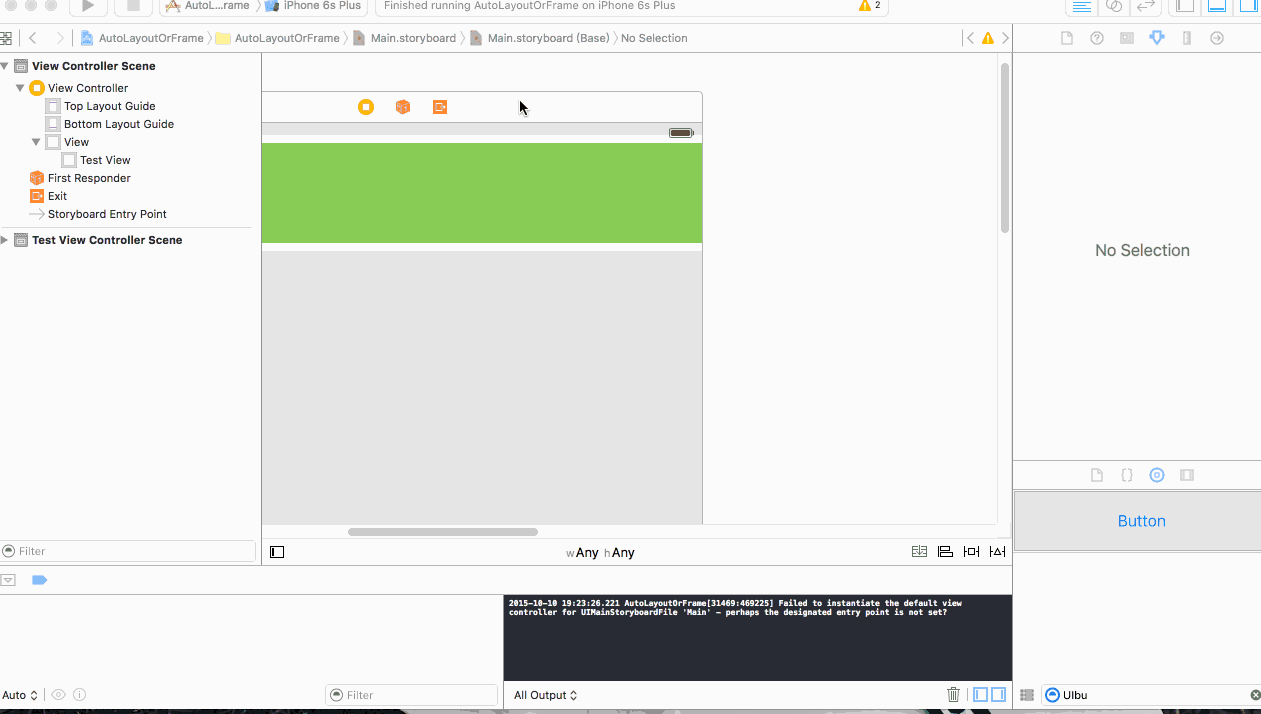 AutoL...rame
iPhone 6s Plus
Finished running AutoLayoutOrFrame on iPhone 6s Plus
2
AutoLayoutOrFrame
AutoLayoutOrFrame
Main.storyboard
Main.storyboard (Base)
No Selection
View Controller Scene
View Controller
Top Layout Guide
Bottom Layout Guide
View
Test View
First Responder
Exit
Storyboard Entry Point
Test View Controller Scene
No Selection
Button
Filter
wAny hAny
2015-10-10 19:23:26.221 AutoLayoutOrFrame[31469:469225] Failed to instantiate the default view
controller for UIMainStoryboardFile 'Main' - perhaps the designated entry point is not set?
Auto
Filter
All Output
UIbu